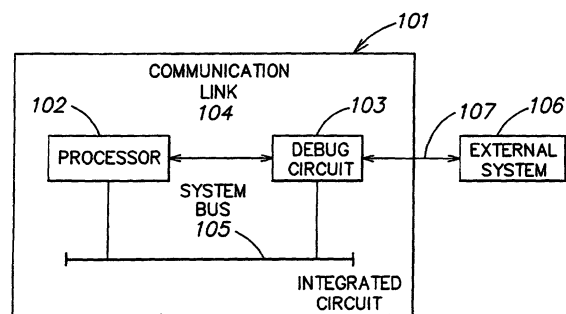 101
COMMUNICATION
LINK
104
102
103
107
106
PROCESSOR
DEBUG
CIRCUIT
EXTERNAL
SYSTEM
SYSTEM
BUS
105
INTEGRATED
CIRCUIT